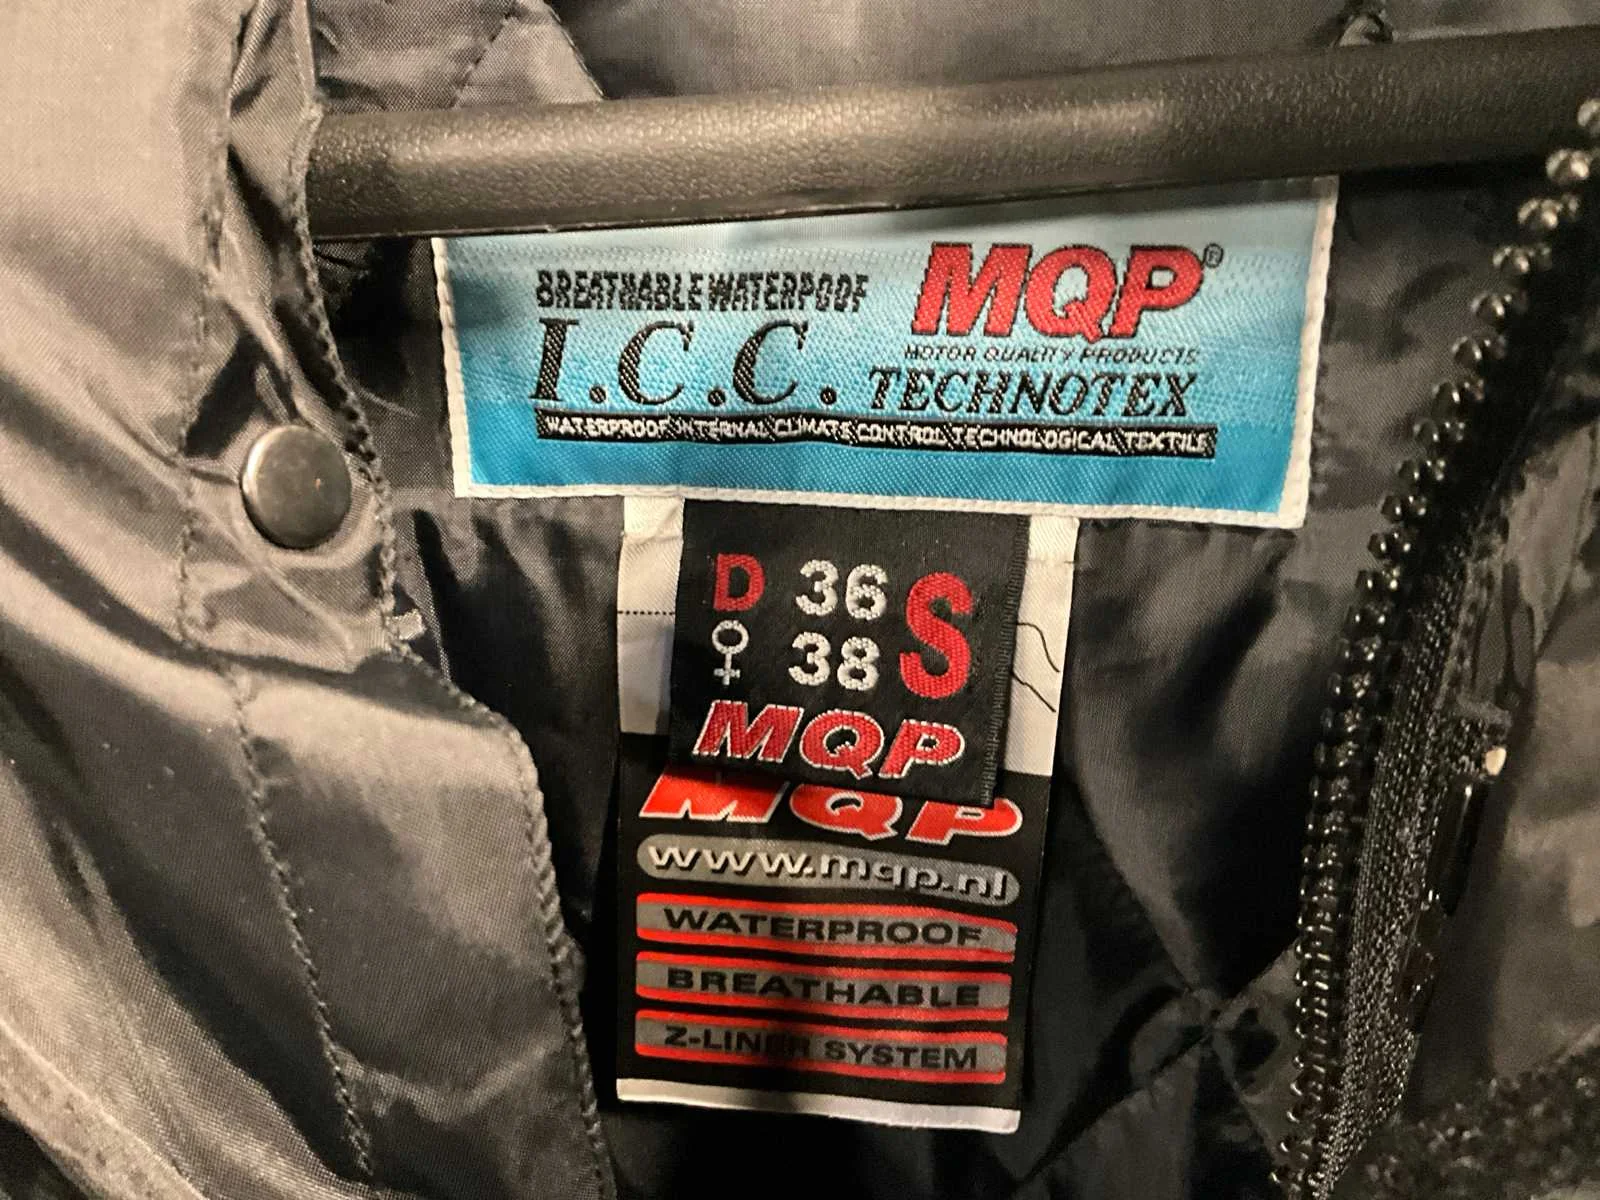 BREATHABLE WATERPOOF
I.C.C.
MQP®
MOTOR QUALITY PRODUCTS
TECHNOTEX
WATERPROOF INTERNAL CLIMATE CONTROL TECHNOLOGICAL TEXTILE
D 36 S
♀ 38
MQP
MQP
www.mqp.nl
WATERPROOF
BREATHABLE
Z-LINER SYSTEM